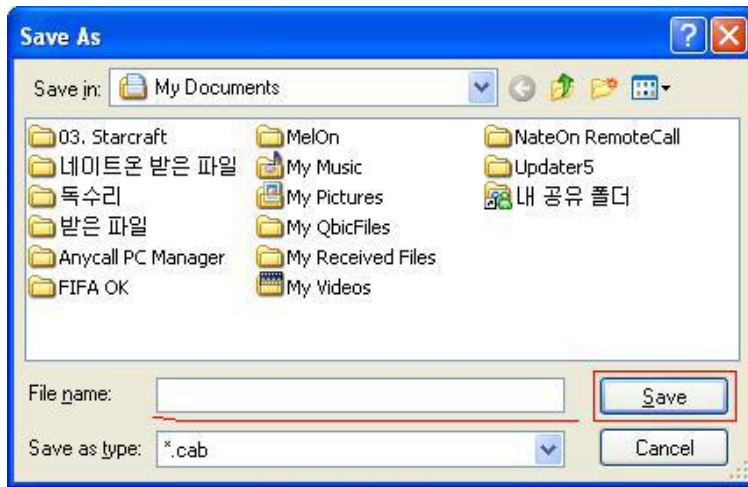 Save As
Save in: My Documents
03. Starcraft
네이트온 받은 파일
독수리
받은 파일
Anycall PC Manager
FIFA OK
MelOn
My Music
My Pictures
My QbicFiles
My Received Files
My Videos
NateOn RemoteCall
Updater5
내 공유 폴더
File name:
Save
Save as type: *.cab
Cancel